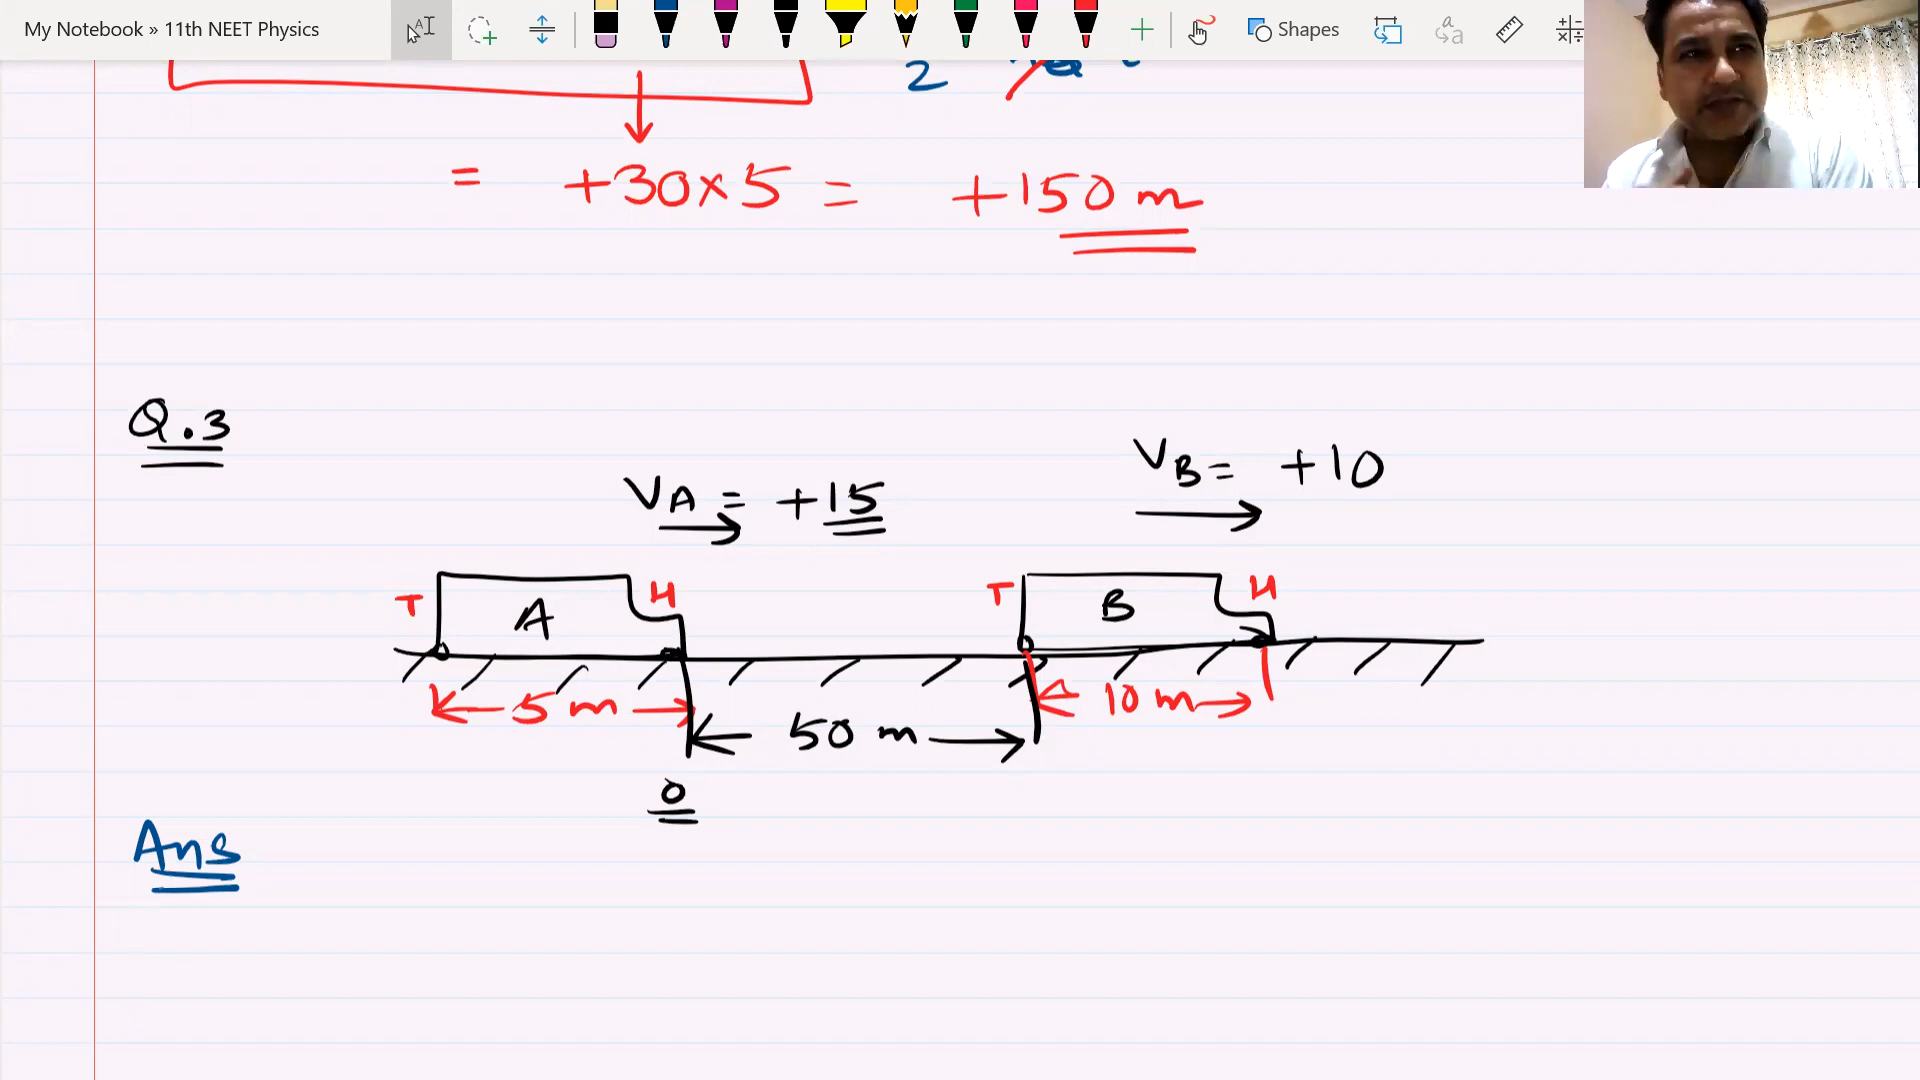 My Notebook » 11th NEET Physics
Shapes
2
= +30×5 = +150 m
Q.3
VB = +10
VA = +15
T A H T B H
5 m 10 m
50 m
0
Ans